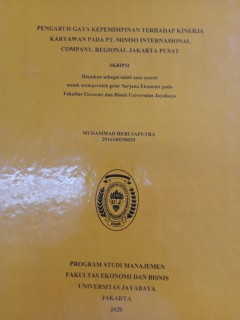 PENGARUH GAYA KEPEMIMPINAN TERHADAP KINERJA
KARYAWAN PADA PT. MINISO INTERNASIONAL
COMPANY, REGIONAL JAKARTA PUSAT
SKRIPSI
Diajukan sebagai salah satu syarat
untuk memperoleh gelar Sarjana Ekonomi pada
Fakultas Ekonomi dan Bisnis Universitas Jayabaya
MUHAMMAD HERI SAPUTRA
PROGRAM STUDI MANAJEMEN
FAKULTAS EKONOMI DAN BISNIS
UNIVERSITAS JAYABAYA
JAKARTA
2020